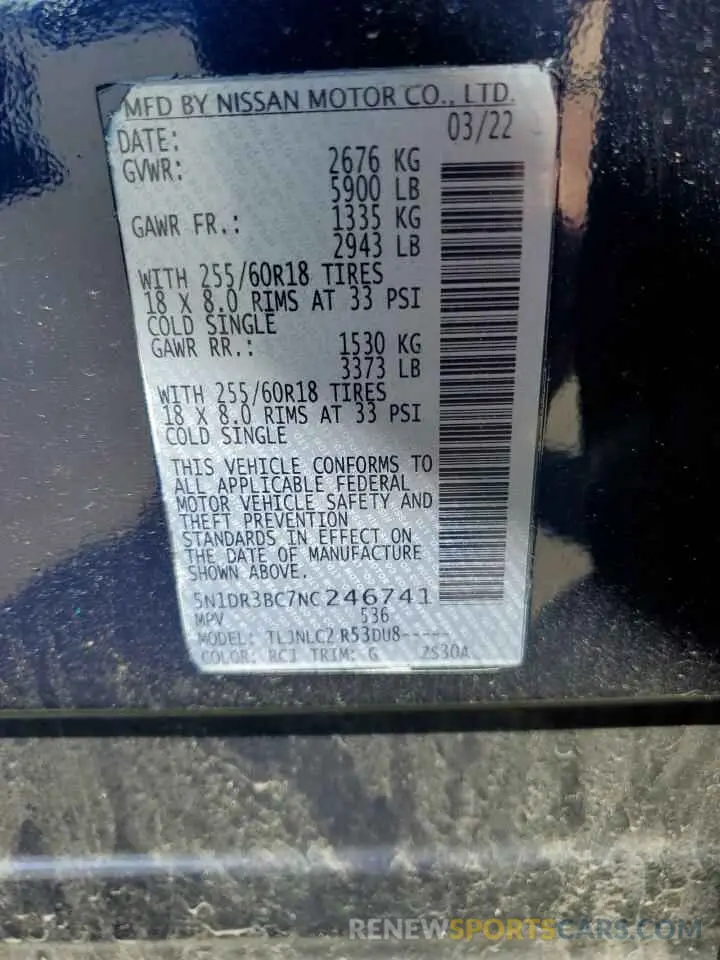 MFD BY NISSAN MOTOR CO., LTD.
DATE: 03/22
GVWR: 2676 KG
5900 LB
GAWR FR.: 1335 KG
2943 LB
WITH 255/60R18 TIRES
18 X 8.0 RIMS AT 33 PSI
COLD SINGLE
GAWR RR.: 1530 KG
3373 LB
WITH 255/60R18 TIRES
18 X 8.0 RIMS AT 33 PSI
COLD SINGLE
THIS VEHICLE CONFORMS TO
ALL APPLICABLE FEDERAL
MOTOR VEHICLE SAFETY AND
THEFT PREVENTION
STANDARDS IN EFFECT ON
THE DATE OF MANUFACTURE
SHOWN ABOVE.
5N1DR3BC7NC246741
MPV 536
MODEL: TLJNLC2 R53DU8-----
COLOR: RCJ TRIM: G 2S30A
RENEWSPORTSCARS.COM